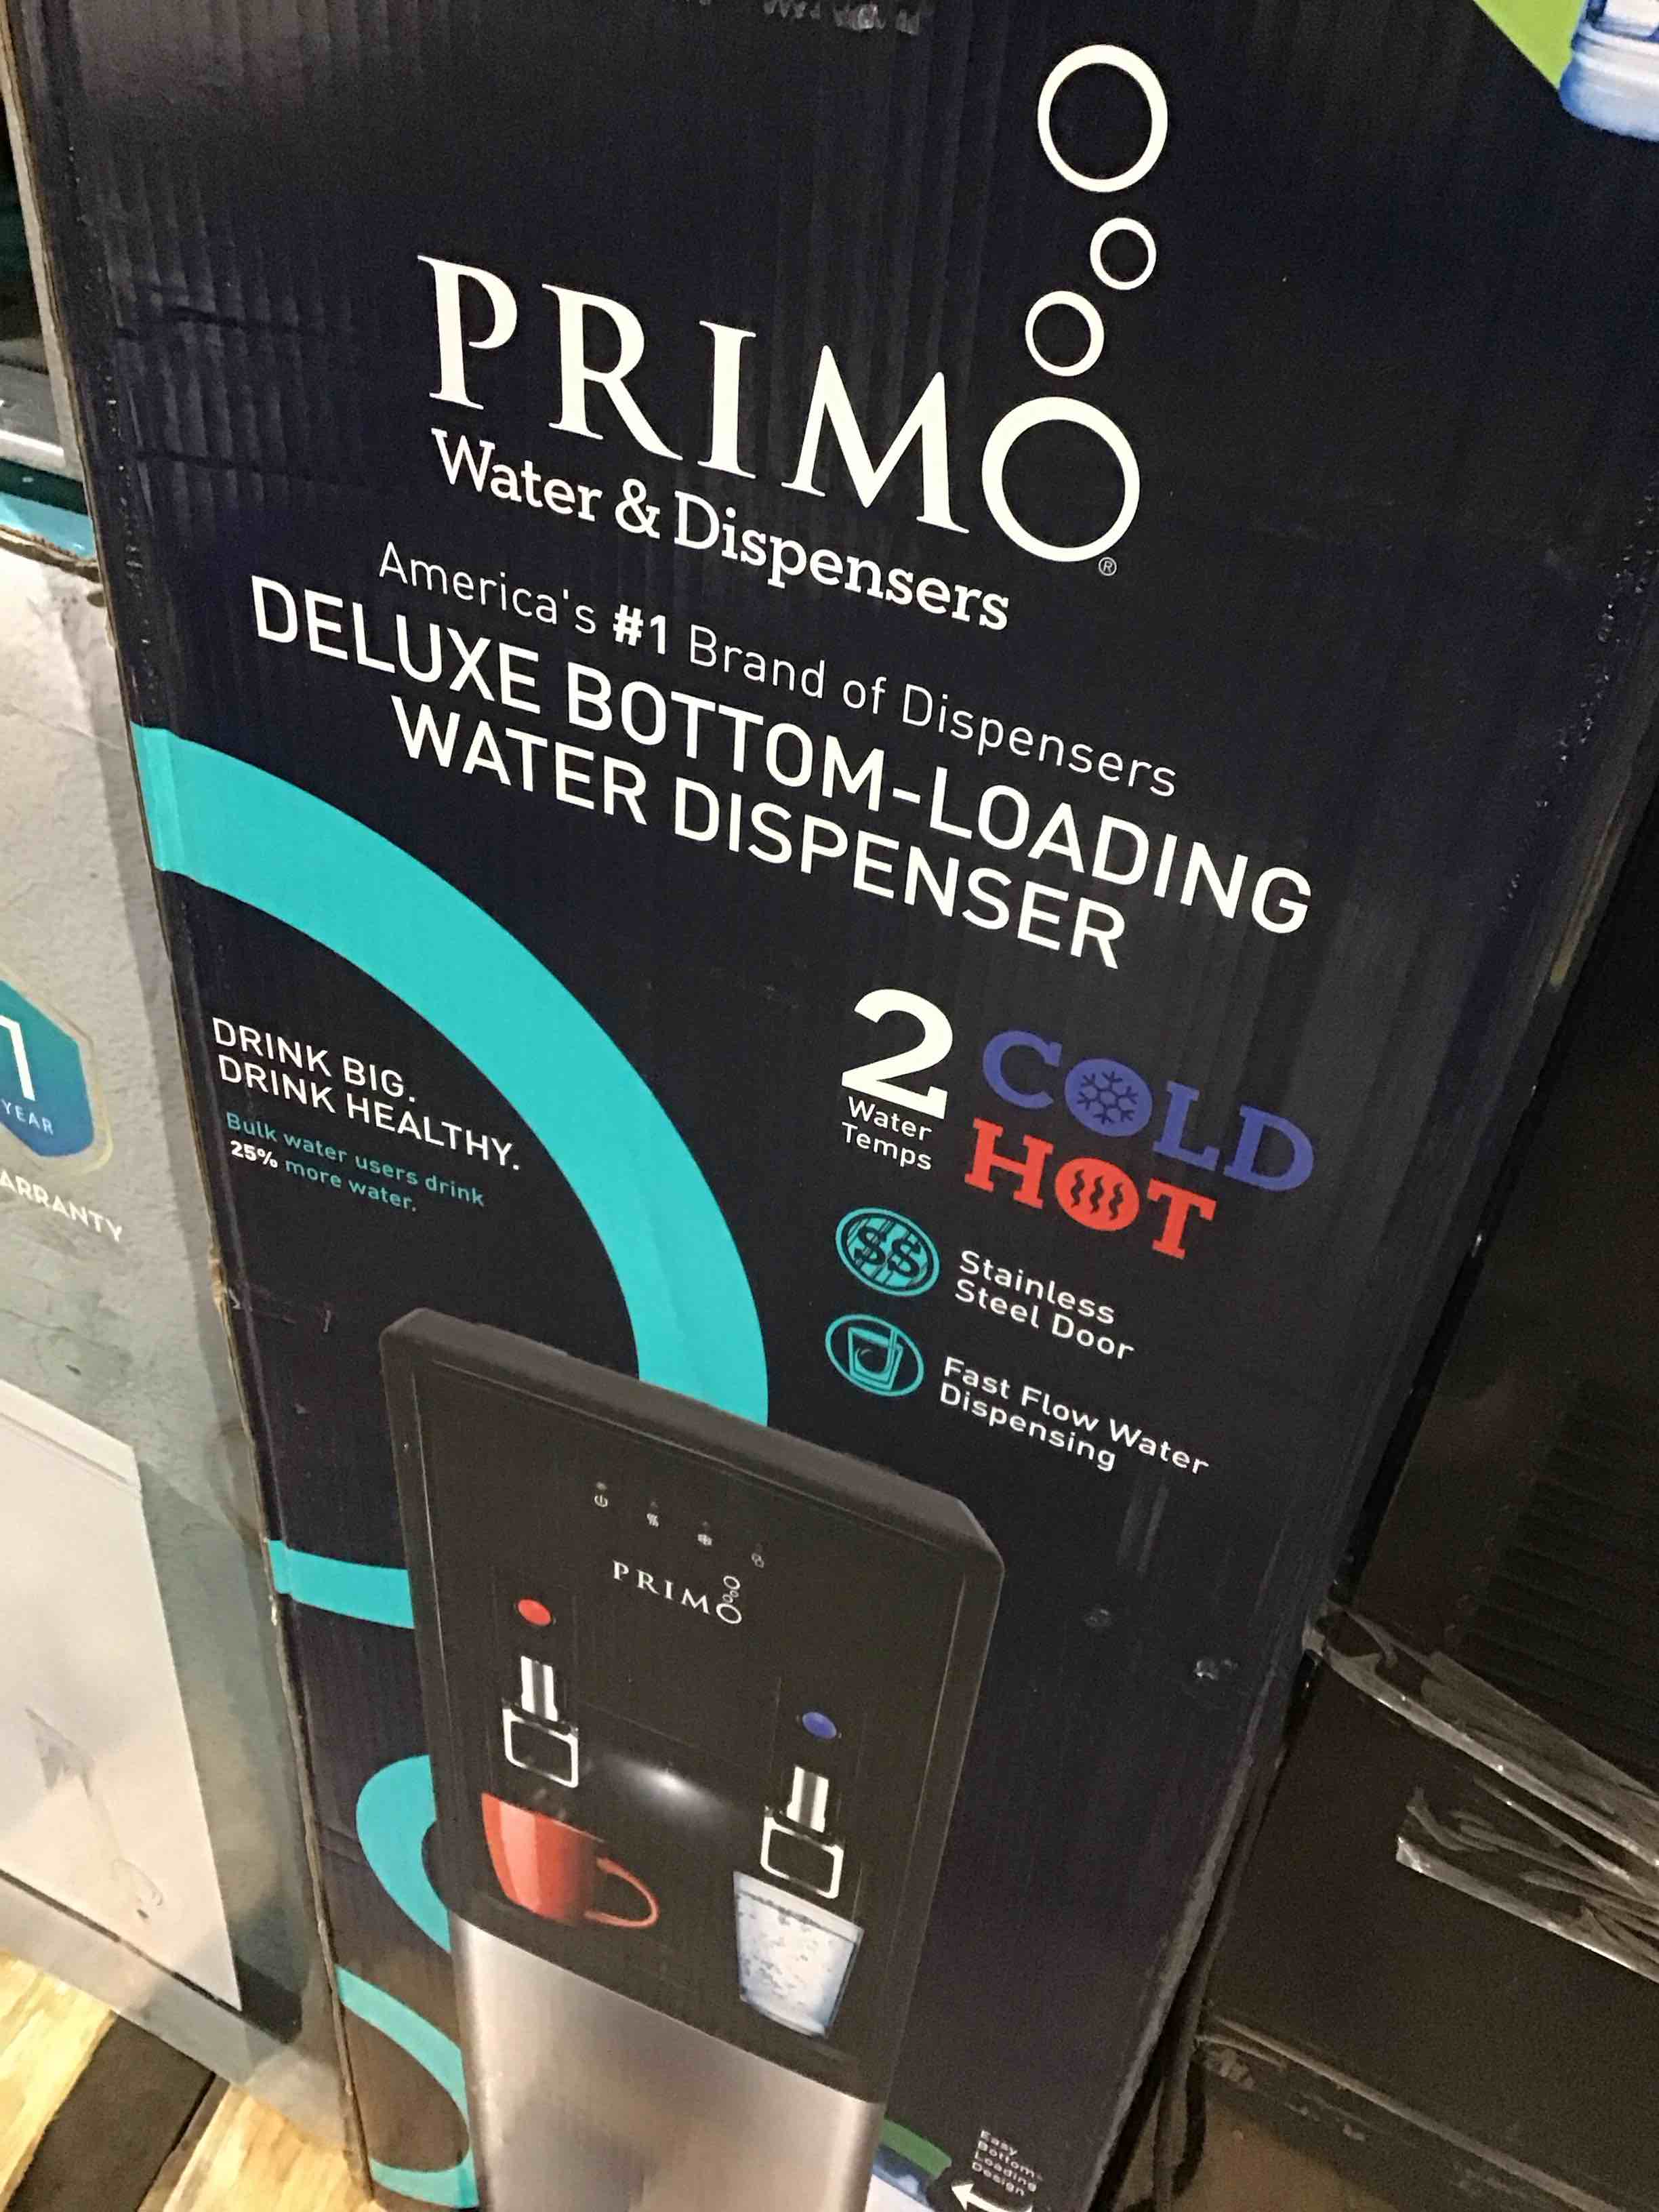 PRIMO®
Water & Dispensers
America's #1 Brand of Dispensers
DELUXE BOTTOM-LOADING
WATER DISPENSER
2
Water
Temps
COLD
HOT
DRINK BIG.
DRINK HEALTHY.
Bulk water users drink
25% more water.
$$
Stainless
Steel Door
Fast Flow Water
Dispensing
PRIMO
Easy
Bottom-
Loading
Design
1
YEAR
ARRANTY